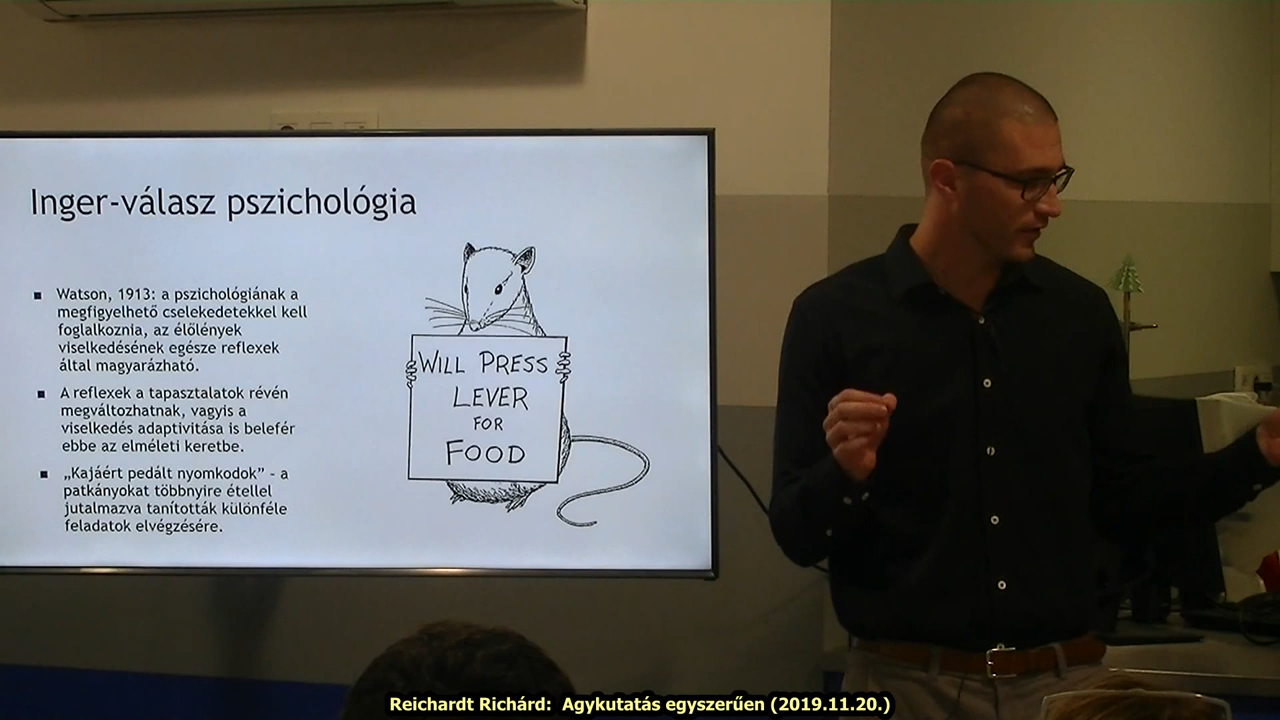 Inger-válasz pszichológia
Watson, 1913: a pszichológiának a
megfigyelhető cselekedetekkel kell
foglalkoznia, az élőlények
viselkedésének egésze reflexek
által magyarázható.
A reflexek a tapasztalatok révén
megváltozhatnak, vagyis a
viselkedés adaptivitása is belefér
ebbe az elméleti keretbe.
„Kajáért pedált nyomkodok” - a
patkányokat többnyire étellel
jutalmazva tanították különféle
feladatok elvégzésére.
WILL PRESS
LEVER
FOR
FOOD
Reichardt Richárd: Agykutatás egyszerűen (2019.11.20.)